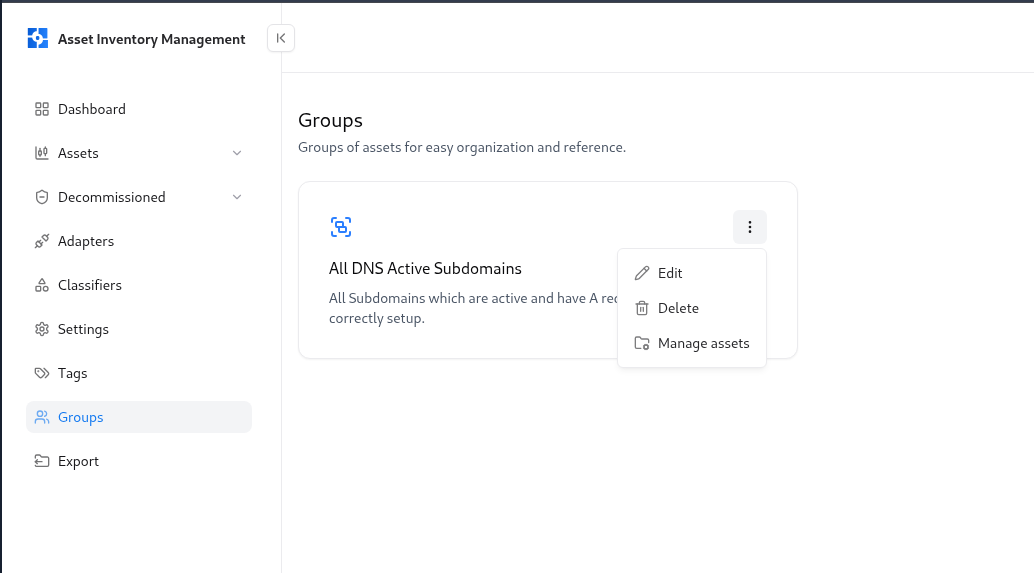 Asset Inventory Management
Dashboard
Assets
Decommissioned
Adapters
Classifiers
Settings
Tags
Groups
Export
Groups
Groups of assets for easy organization and reference.
All DNS Active Subdomains
All Subdomains which are active and have A
correctly setup.
Edit
Delete
Manage assets